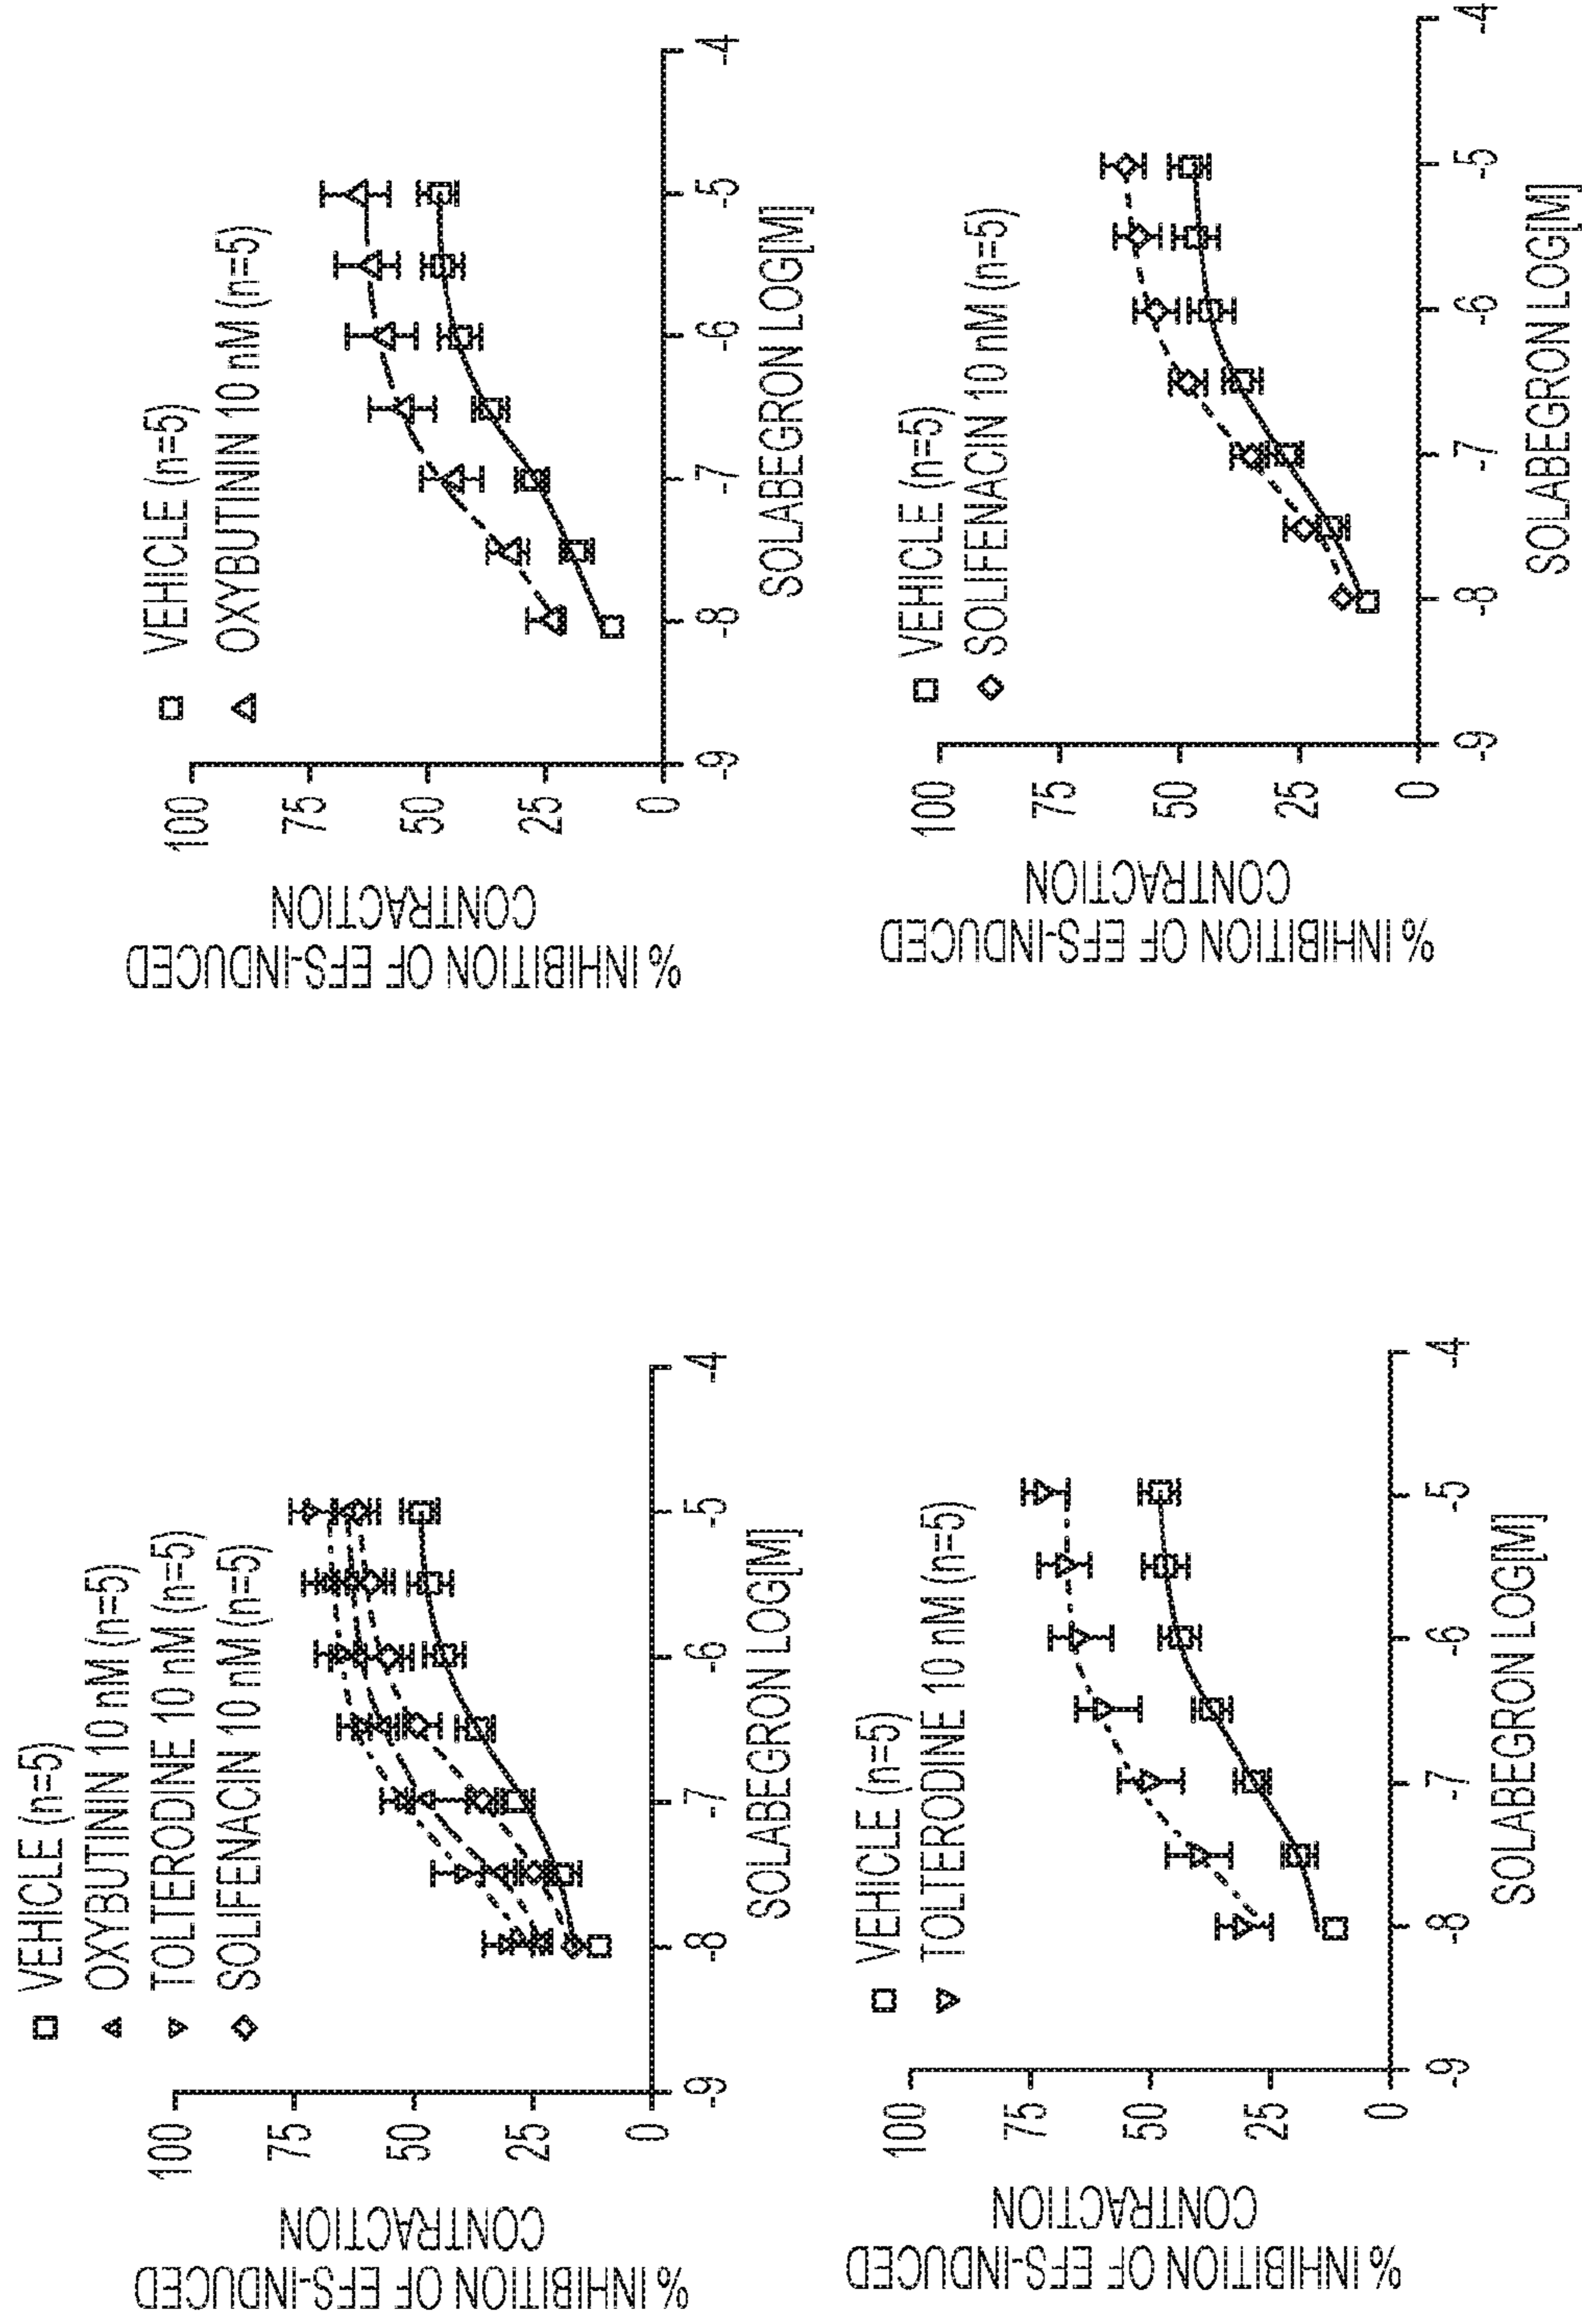 □ VEHICLE (n=5)
▲ OXYBUTININ 10 nM (n=5)
▼ TOLTERODINE 10 nM (n=5)
◇ SOLIFENACIN 10 nM (n=5)
% INHIBITION OF EFS-INDUCED
CONTRACTION
100
75
50
25
0
-9 -8 -7 -6 -5 -4
SOLABEGRON LOG[M]
□ VEHICLE (n=5)
△ OXYBUTININ 10 nM (n=5)
% INHIBITION OF EFS-INDUCED
CONTRACTION
100
75
50
25
0
-9 -8 -7 -6 -5 -4
SOLABEGRON LOG[M]
□ VEHICLE (n=5)
▽ TOLTERODINE 10 nM (n=5)
% INHIBITION OF EFS-INDUCED
CONTRACTION
100
75
50
25
0
-9 -8 -7 -6 -5 -4
SOLABEGRON LOG[M]
□ VEHICLE (n=5)
◇ SOLIFENACIN 10 nM (n=5)
% INHIBITION OF EFS-INDUCED
CONTRACTION
100
75
50
25
0
-9 -8 -7 -6 -5 -4
SOLABEGRON LOG[M]